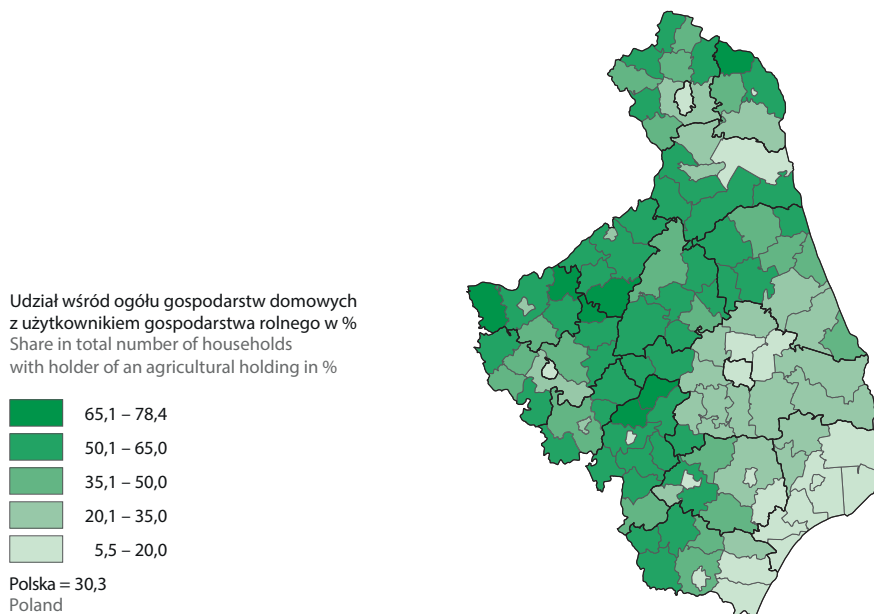 Udział wśród ogółu gospodarstw domowych
z użytkownikiem gospodarstwa rolnego w %
Share in total number of households
with holder of an agricultural holding in %
65,1 – 78,4
50,1 – 65,0
35,1 – 50,0
20,1 – 35,0
5,5 – 20,0
Polska = 30,3
Poland